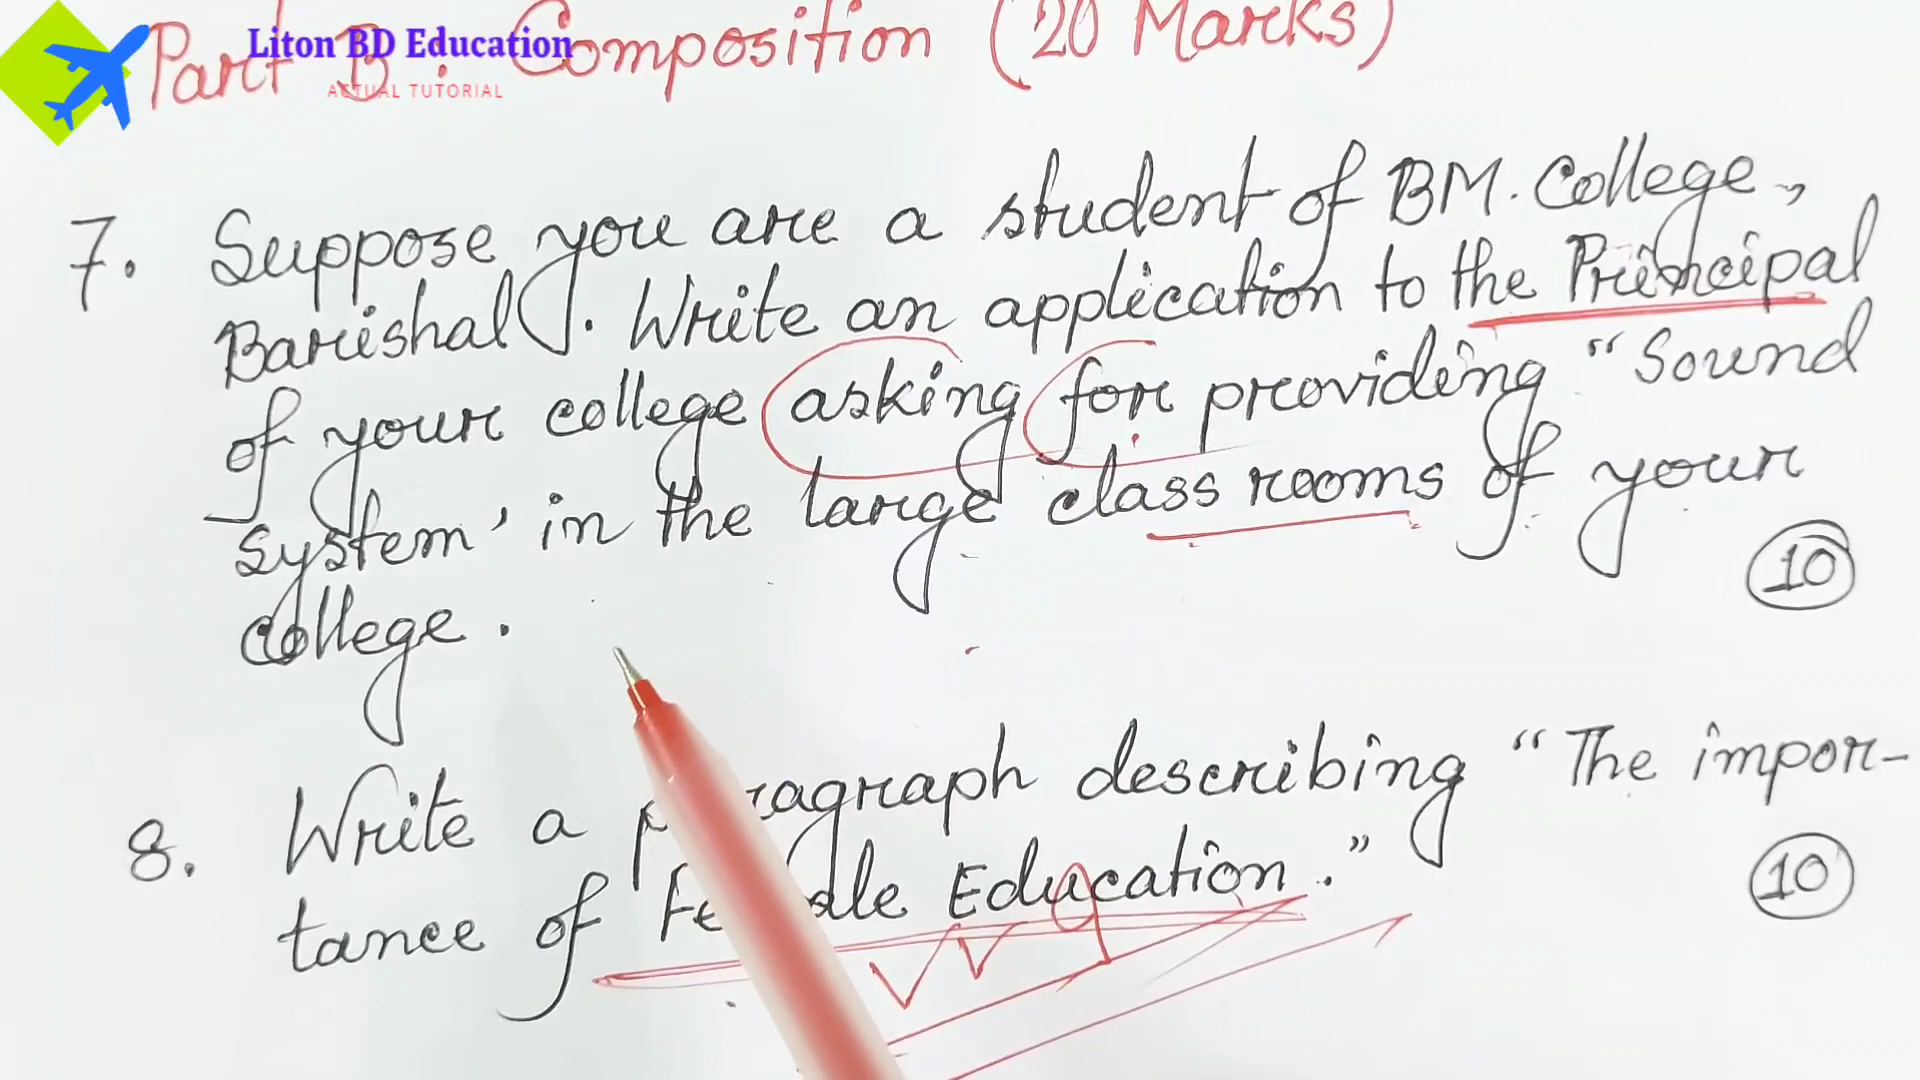 Part B : Composition (20 Marks)
Liton BD Education
ACTUAL TUTORIAL
7. Suppose you are a student of BM. College,
Barishal. Write an application to the Principal
of your college asking for providing "Sound
system' in the large class rooms of your
college.
10
8. Write a paragraph describing "The impor-
tance of Female Education."
10